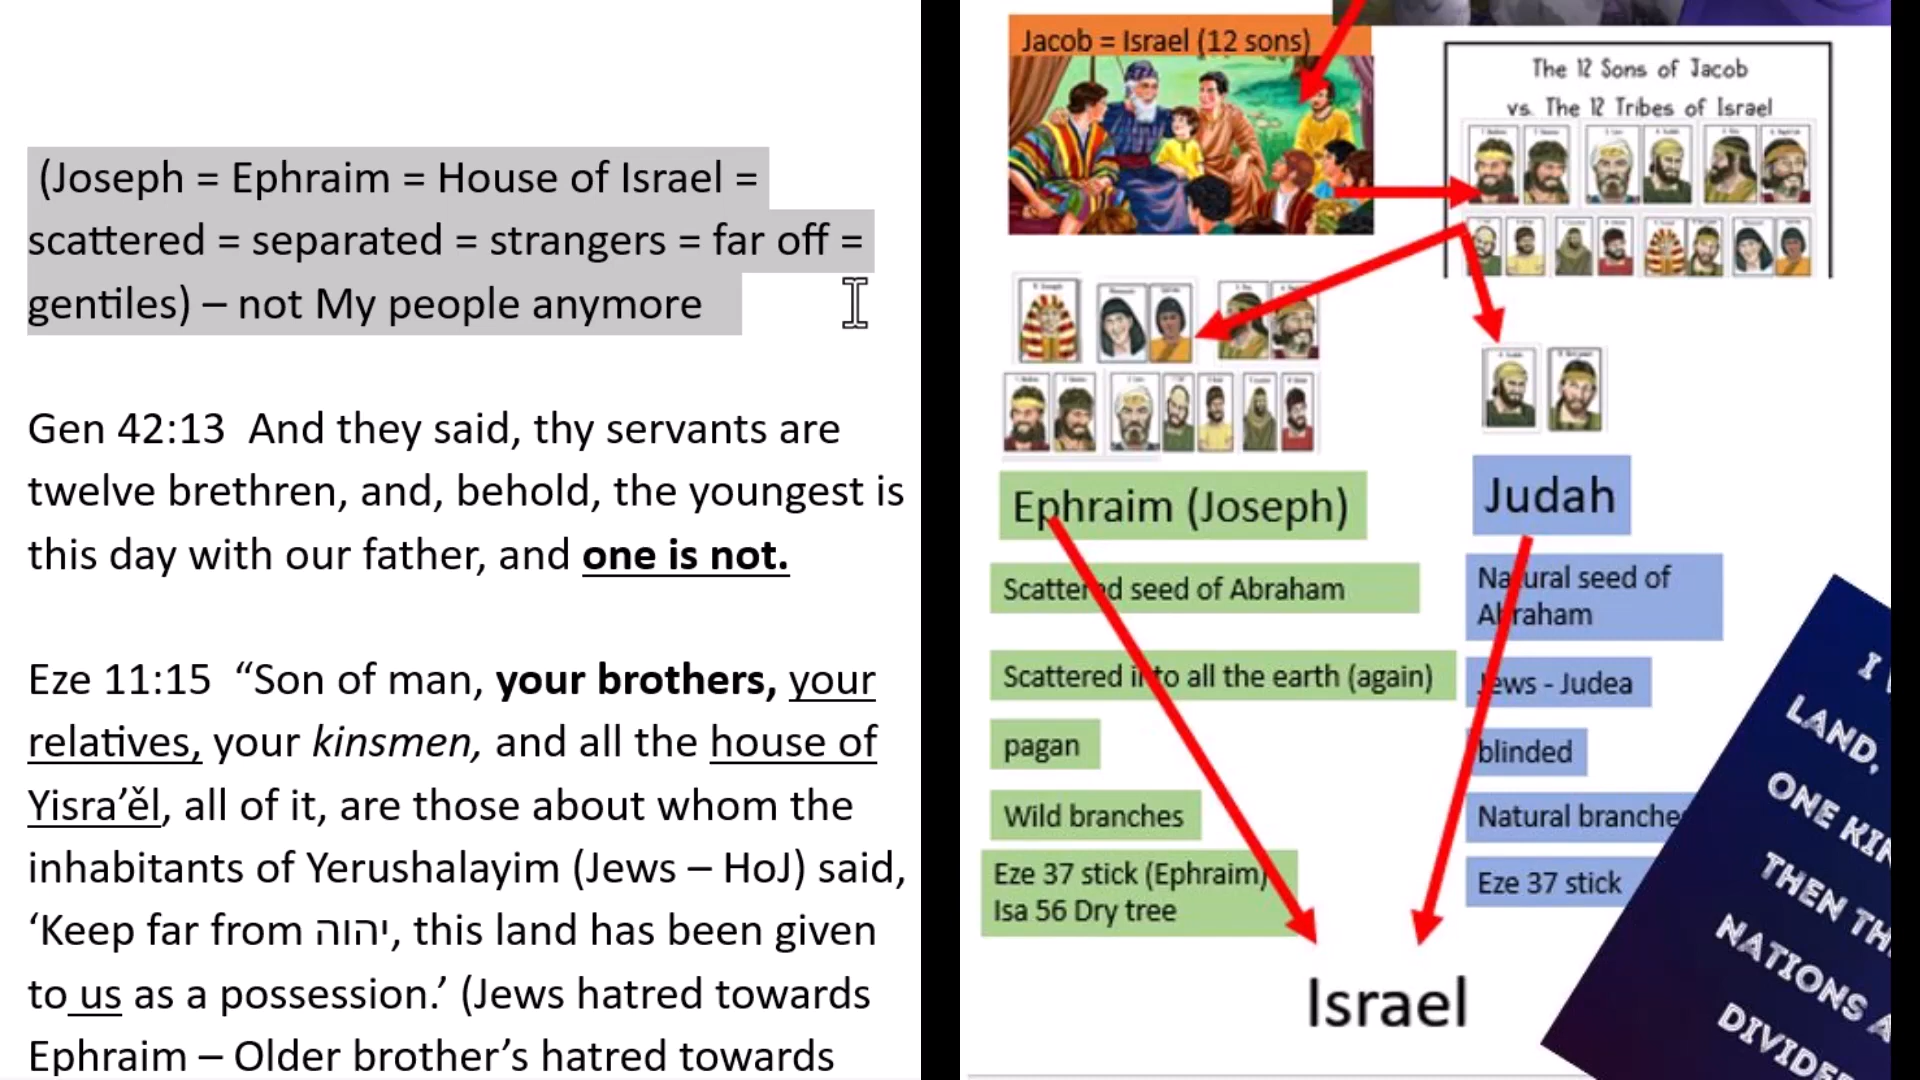 (Joseph = Ephraim = House of Israel =
scattered = separated = strangers = far off =
gentiles) – not My people anymore
Gen 42:13  And they said, thy servants are
twelve brethren, and, behold, the youngest is
this day with our father, and one is not.
Eze 11:15  “Son of man, your brothers, your
relatives, your kinsmen, and all the house of
Yisra’ĕl, all of it, are those about whom the
inhabitants of Yerushalayim (Jews – HoJ) said,
‘Keep far from יהוה, this land has been given
to us as a possession.’ (Jews hatred towards
Ephraim – Older brother’s hatred towards
Jacob = Israel (12 sons)
The 12 Sons of Jacob
vs. The 12 Tribes of Israel
Ephraim (Joseph)
Scattered seed of Abraham
Scattered into all the earth (again)
pagan
Wild branches
Eze 37 stick (Ephraim)
Isa 56 Dry tree
Judah
Natural seed of
Abraham
Jews - Judea
blinded
Natural branche
Eze 37 stick
Israel
I
LAND,
ONE KIN
THEN TH
NATIONS A
DIVIDE